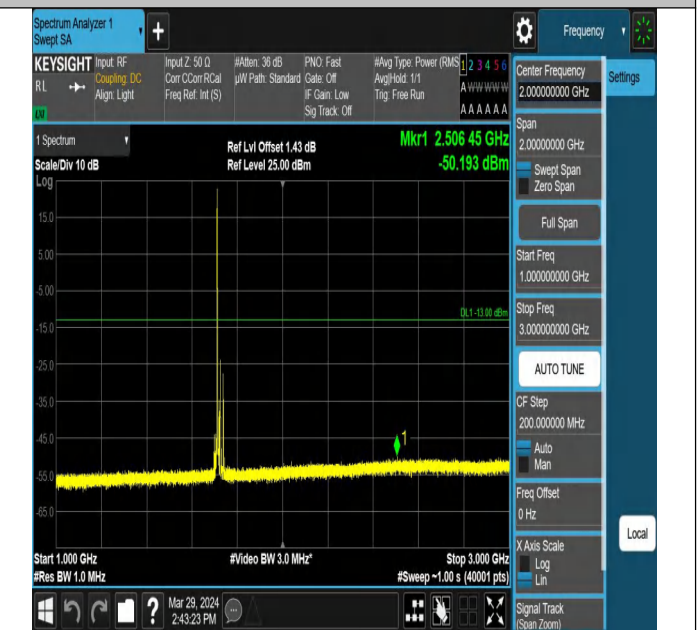 Spectrum Analyzer 1
Swept SA
+
Frequency
KEYSIGHT
RL
LXI
Input: RF
Coupling: DC
Align: Light
Input Z: 50 Ω
Corr CCorr RCal
Freq Ref: Int (S)
#Atten: 36 dB
µW Path: Standard
PNO: Fast
Gate: Off
IF Gain: Low
Sig Track: Off
#Avg Type: Power (RMS
Avg|Hold: 1/1
Trig: Free Run
1 2 3 4 5 6
A W W W W W
A A A A A A
1 Spectrum
Scale/Div 10 dB
Log
Ref Lvl Offset 1.43 dB
Ref Level 25.00 dBm
Mkr1 2.506 45 GHz
-50.193 dBm
15.0
5.00
-5.00
-15.0
-25.0
-35.0
-45.0
-55.0
-65.0
DL1 -13.00 dBm
1
Start 1.000 GHz
#Res BW 1.0 MHz
#Video BW 3.0 MHz*
Stop 3.000 GHz
#Sweep ~1.00 s (40001 pts)
Mar 29, 2024
2:43:23 PM
?
Center Frequency
2.00000000 GHz
Settings
Span
2.00000000 GHz
Swept Span
Zero Span
Full Span
Start Freq
1.000000000 GHz
Stop Freq
3.000000000 GHz
AUTO TUNE
CF Step
200.000000 MHz
Auto
Man
Freq Offset
0 Hz
X Axis Scale
Log
Lin
Local
Signal Track
(Span Zoom)